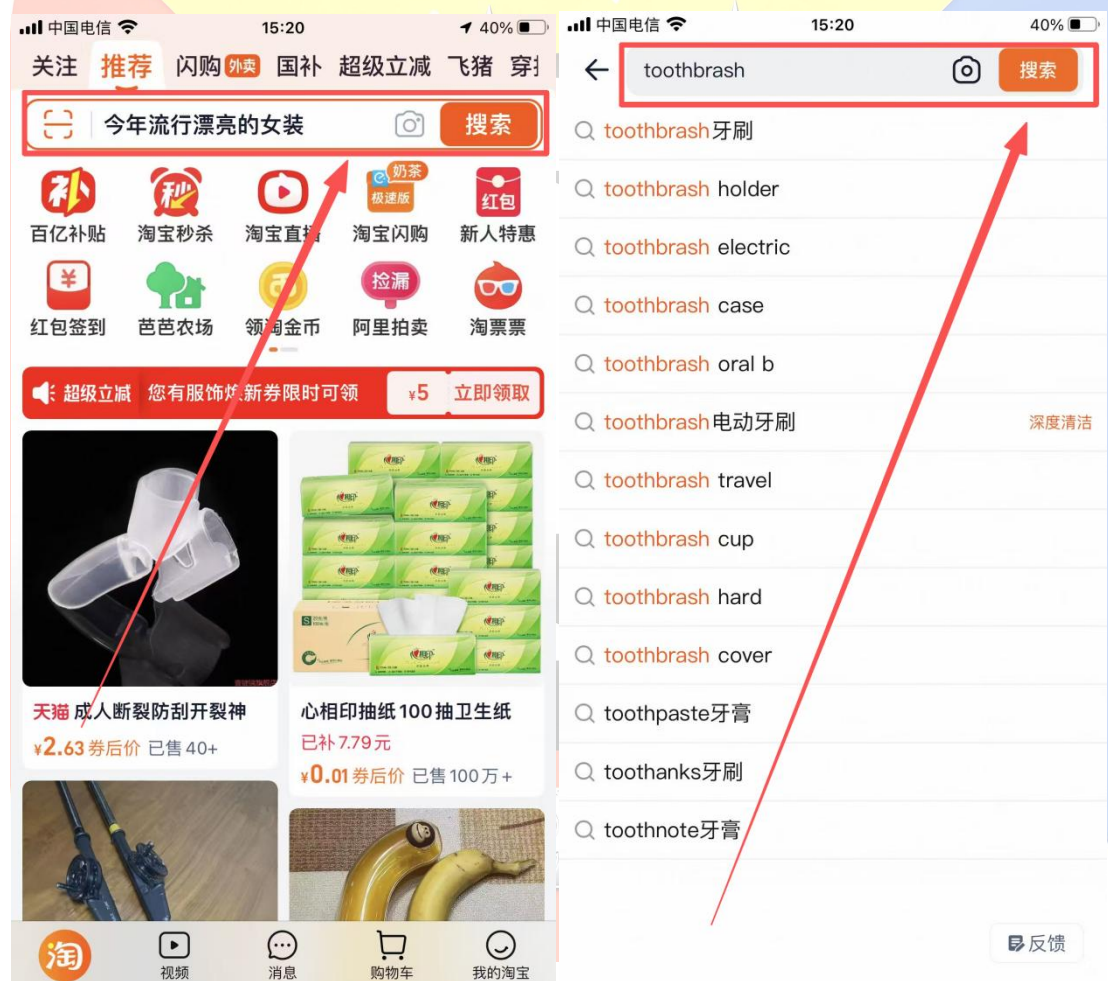 中国电信
15:20
40%
关注 推荐 闪购 外卖 国补 超级立减 飞猪
今年流行漂亮的女装
搜索
补
秒
奶茶
极速版
红包
百亿补贴 淘宝秒杀 淘宝直播 淘宝闪购 新人特惠
¥
捡漏
红包签到 芭芭农场 领淘金币 阿里拍卖 淘票票
超级立减 您有服饰焕新券限时可领 ¥5 立即领取
天猫 成人断裂防刮开裂神
¥2.63 券后价 已售 40+
心相印抽纸 100 抽卫生纸
已补 7.79 元
¥0.01 券后价 已售 100 万+
淘
视频
消息
购物车
我的淘宝
中国电信
15:20
40%
toothbrash
搜索
toothbrash牙刷
toothbrash holder
toothbrash electric
toothbrash case
toothbrash oral b
toothbrash电动牙刷 深度清洁
toothbrash travel
toothbrash cup
toothbrash hard
toothbrash cover
toothpaste牙膏
toothanks牙刷
toothnote牙膏
反馈